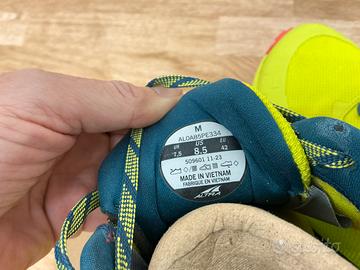 M
AL0A85PE334
UK US EU
7.5 8.5 42
509601 11-23
MADE IN VIETNAM
FABRIQUÉ EN VIETNAM
ALTRA
subito